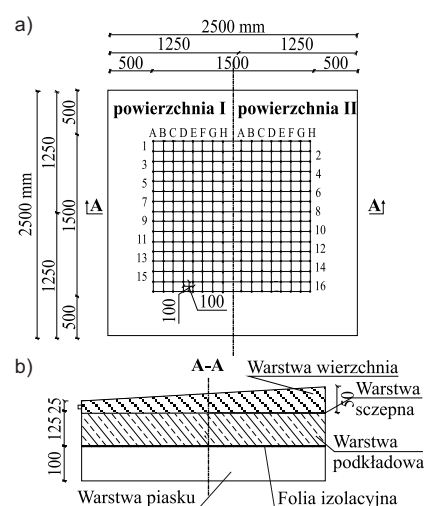 a)
2500 mm
1250 1250
500 1500 500
powierzchnia I powierzchnia II
A B C D E F G H A B C D E F G H
1
2
3
4
5
6
7
8
9
10
11
12
13
14
15
16
2500 mm
1250
1250
500
1500
500
A A
100
100
b)
A-A
Warstwa wierzchnia
50
Warstwa
sczepna
25
125
100
Warstwa
podkładowa
Warstwa piasku
Folia izolacyjna